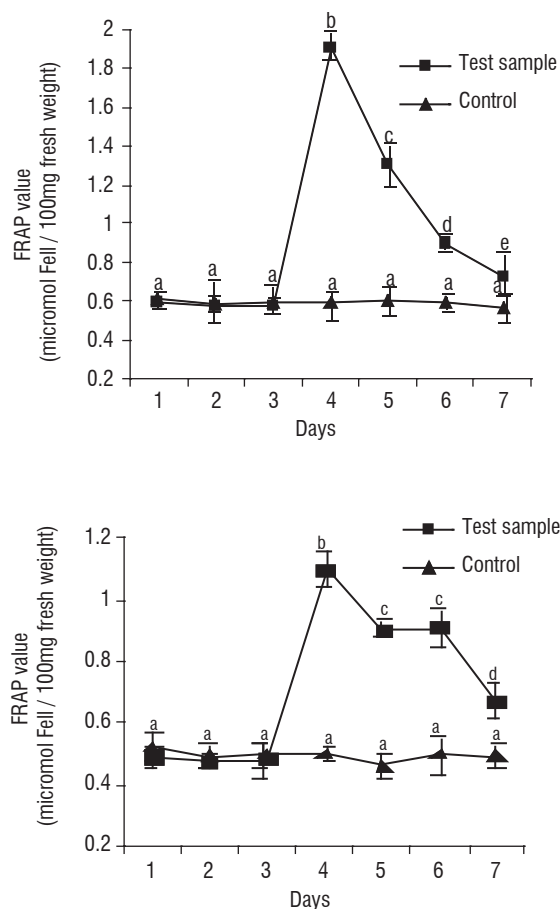 2
1.8
1.6
1.4
1.2
1
0.8
0.6
0.4
0.2
FRAP value
(micromol FeII / 100mg fresh weight)
b
c
d
e
a a a a a a a
Test sample
Control
1 2 3 4 5 6 7
Days
1.2
1
0.8
0.6
0.4
0.2
FRAP value
(micromol FeII / 100mg fresh weight)
b
c c
d
a a a a a a a
Test sample
Control
1 2 3 4 5 6 7
Days